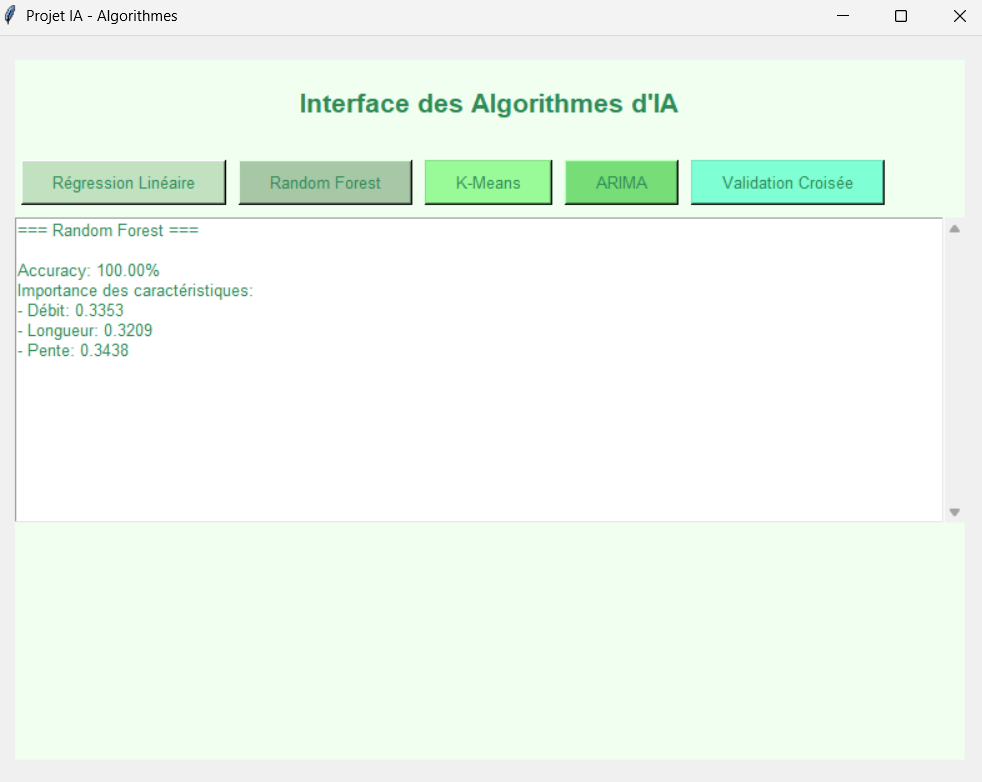 Projet IA - Algorithmes
Interface des Algorithmes d'IA
Régression Linéaire Random Forest K-Means ARIMA Validation Croisée
=== Random Forest ===
Accuracy: 100.00%
Importance des caractéristiques:
- Débit: 0.3353
- Longueur: 0.3209
- Pente: 0.3438